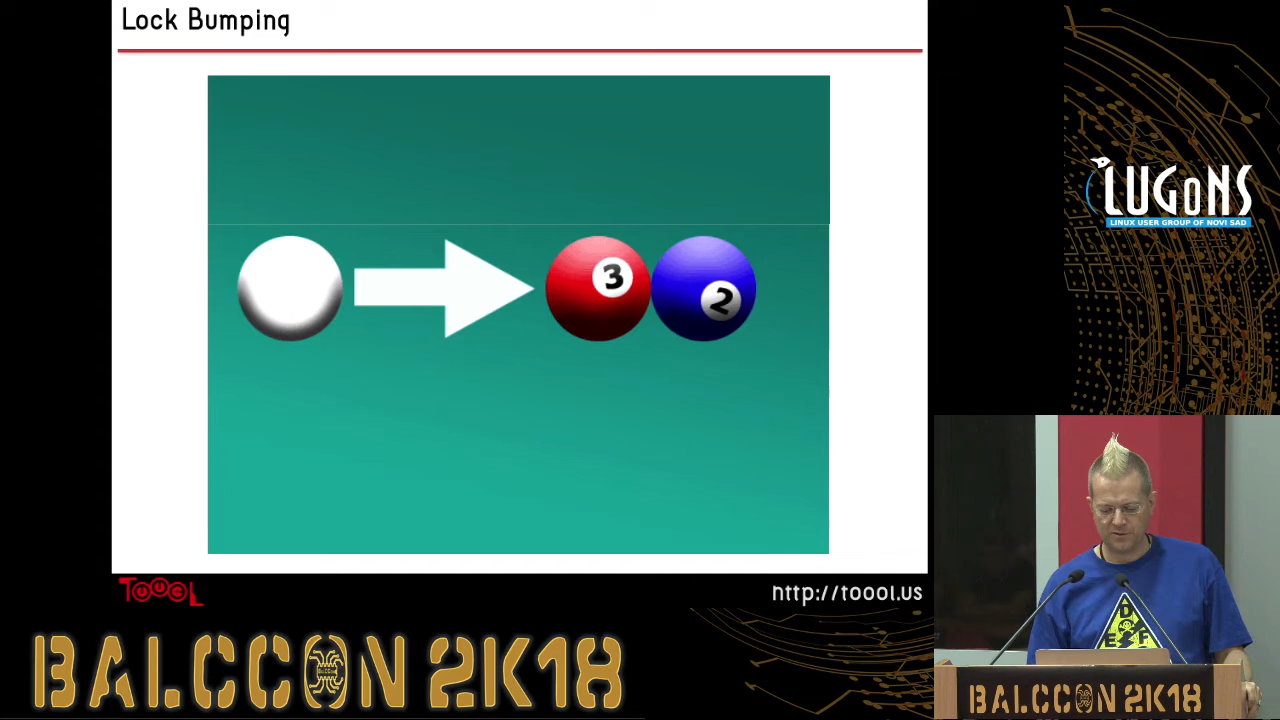 Lock Bumping
3
2
TOOOL
http://toool.us
LUGoNS
LINUX USER GROUP OF NOVI SAD
D
E F
BALCCON 2K18
BALCCON 2K18